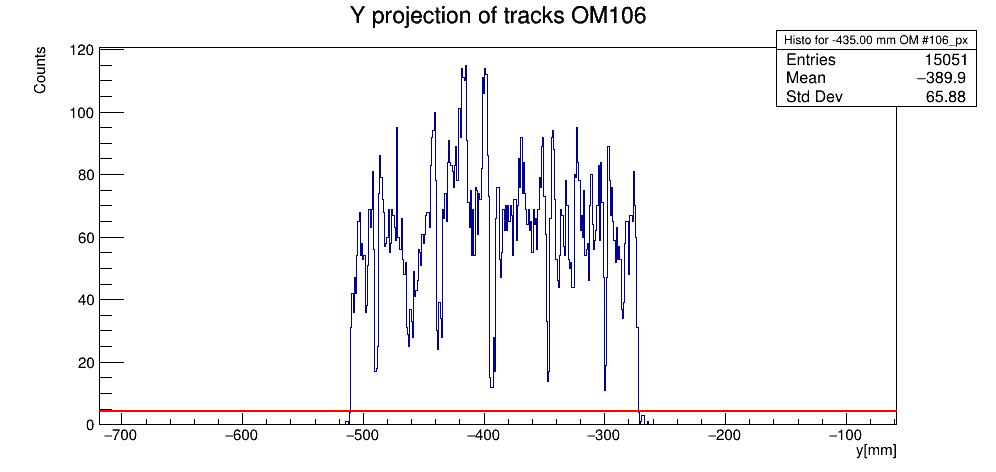 Y projection of tracks OM106
Histo for -435.00 mm OM #106_px
Entries 15051
Mean −389.9
Std Dev 65.88
Counts
120
100
80
60
40
20
0
−700 −600 −500 −400 −300 −200 −100
y[mm]